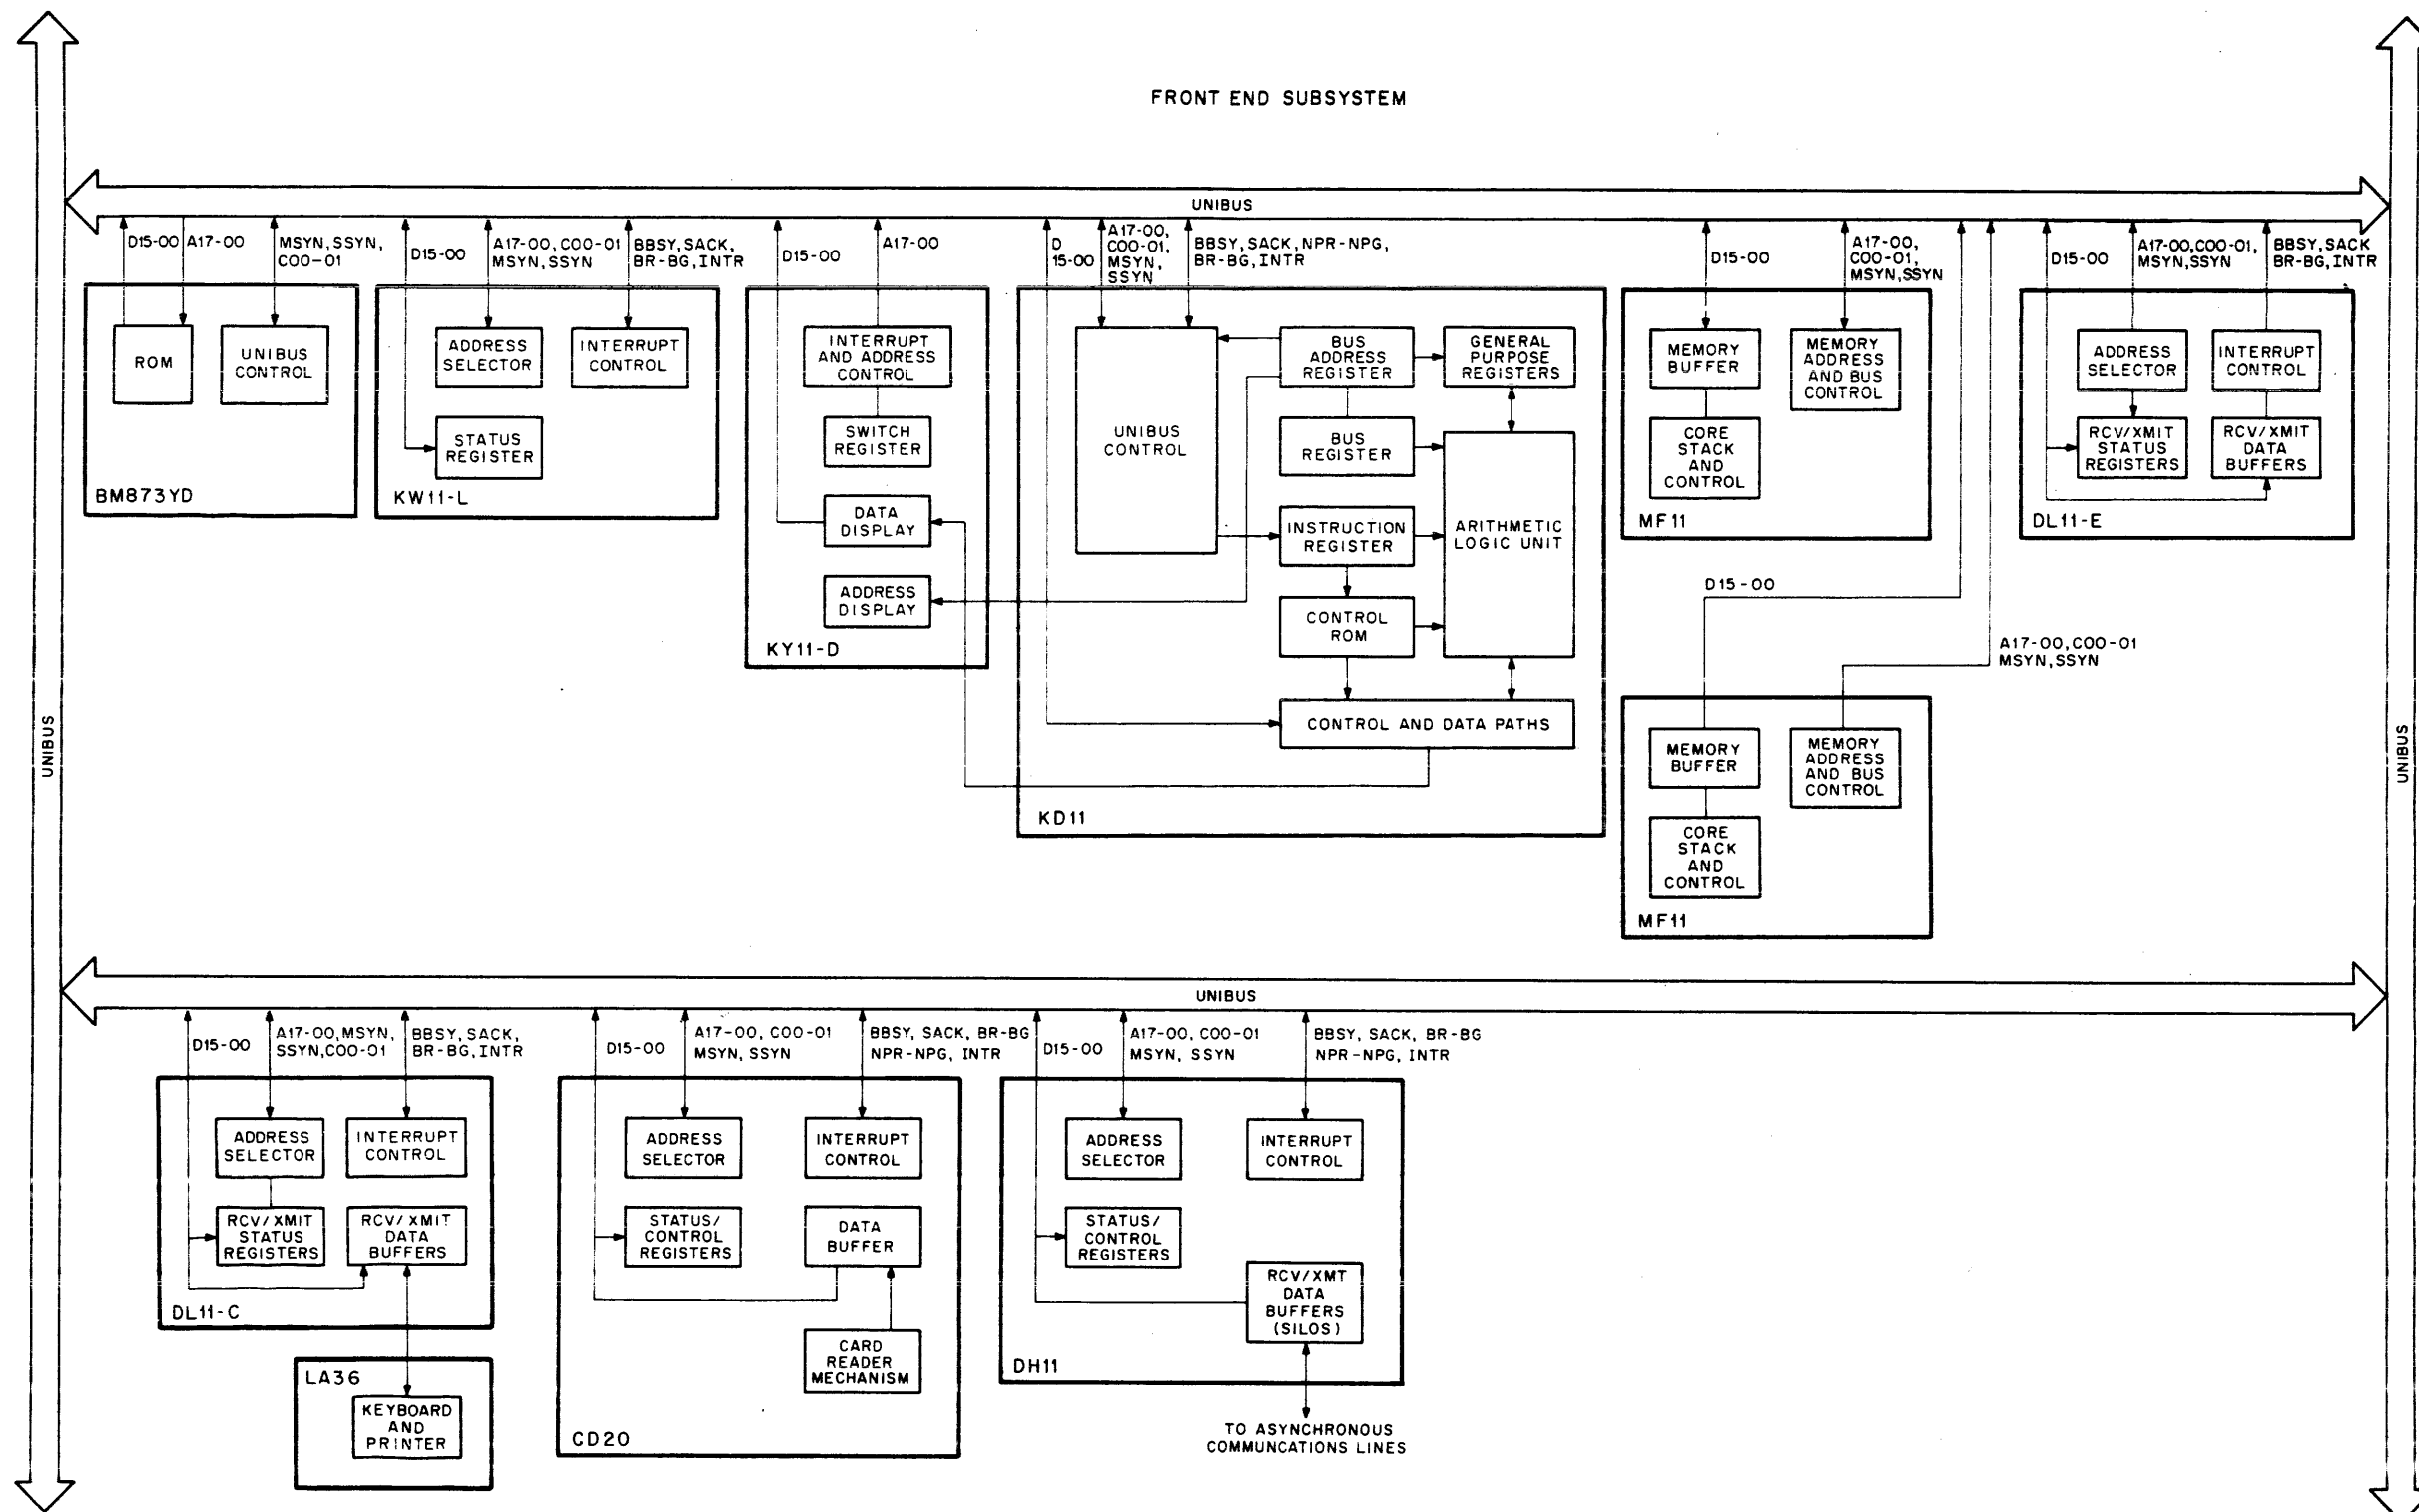 FRONT END SUBSYSTEM
UNIBUS
D15-00
A17-00
MSYN, SSYN,
C00-01
D15-00
A17-00,C00-01
MSYN,SSYN
BBSY,SACK,
BR-BG,INTR
D15-00
A17-00
D
15-00
A17-00,
C00-01,
MSYN,
SSYN
BBSY,SACK,NPR-NPG,
BR-BG,INTR
D15-00
A17-00,
C00-01,
MSYN,SSYN
D15-00
A17-00,C00-01,
MSYN,SSYN
BBSY,SACK
BR-BG,INTR
ROM
UNIBUS
CONTROL
BM873YD
ADDRESS
SELECTOR
INTERRUPT
CONTROL
STATUS
REGISTER
KW11-L
INTERRUPT
AND ADDRESS
CONTROL
SWITCH
REGISTER
DATA
DISPLAY
ADDRESS
DISPLAY
KY11-D
UNIBUS
CONTROL
BUS
ADDRESS
REGISTER
GENERAL
PURPOSE
REGISTERS
BUS
REGISTER
INSTRUCTION
REGISTER
ARITHMETIC
LOGIC UNIT
CONTROL
ROM
CONTROL AND DATA PATHS
KD11
MEMORY
BUFFER
MEMORY
ADDRESS
AND BUS
CONTROL
CORE
STACK
AND
CONTROL
MF11
ADDRESS
SELECTOR
INTERRUPT
CONTROL
RCV/XMIT
STATUS
REGISTERS
RCV/XMIT
DATA
BUFFERS
DL11-E
D15-00
A17-00,C00-01
MSYN,SSYN
MEMORY
BUFFER
MEMORY
ADDRESS
AND BUS
CONTROL
CORE
STACK
AND
CONTROL
MF11
UNIBUS
UNIBUS
UNIBUS
D15-00
A17-00,MSYN,
SSYN,C00-01
BBSY, SACK,
BR-BG,INTR
D15-00
A17-00, C00-01
MSYN, SSYN
BBSY, SACK, BR-BG
NPR-NPG, INTR
D15-00
A17-00, C00-01
MSYN, SSYN
BBSY, SACK, BR-BG
NPR-NPG, INTR
ADDRESS
SELECTOR
INTERRUPT
CONTROL
RCV/XMIT
STATUS
REGISTERS
RCV/XMIT
DATA
BUFFERS
DL11-C
LA36
KEYBOARD
AND
PRINTER
ADDRESS
SELECTOR
INTERRUPT
CONTROL
STATUS/
CONTROL
REGISTERS
DATA
BUFFER
CARD
READER
MECHANISM
CD20
ADDRESS
SELECTOR
INTERRUPT
CONTROL
STATUS/
CONTROL
REGISTERS
RCV/XMT
DATA
BUFFERS
(SILOS)
DH11
TO ASYNCHRONOUS
COMMUNCATIONS LINES